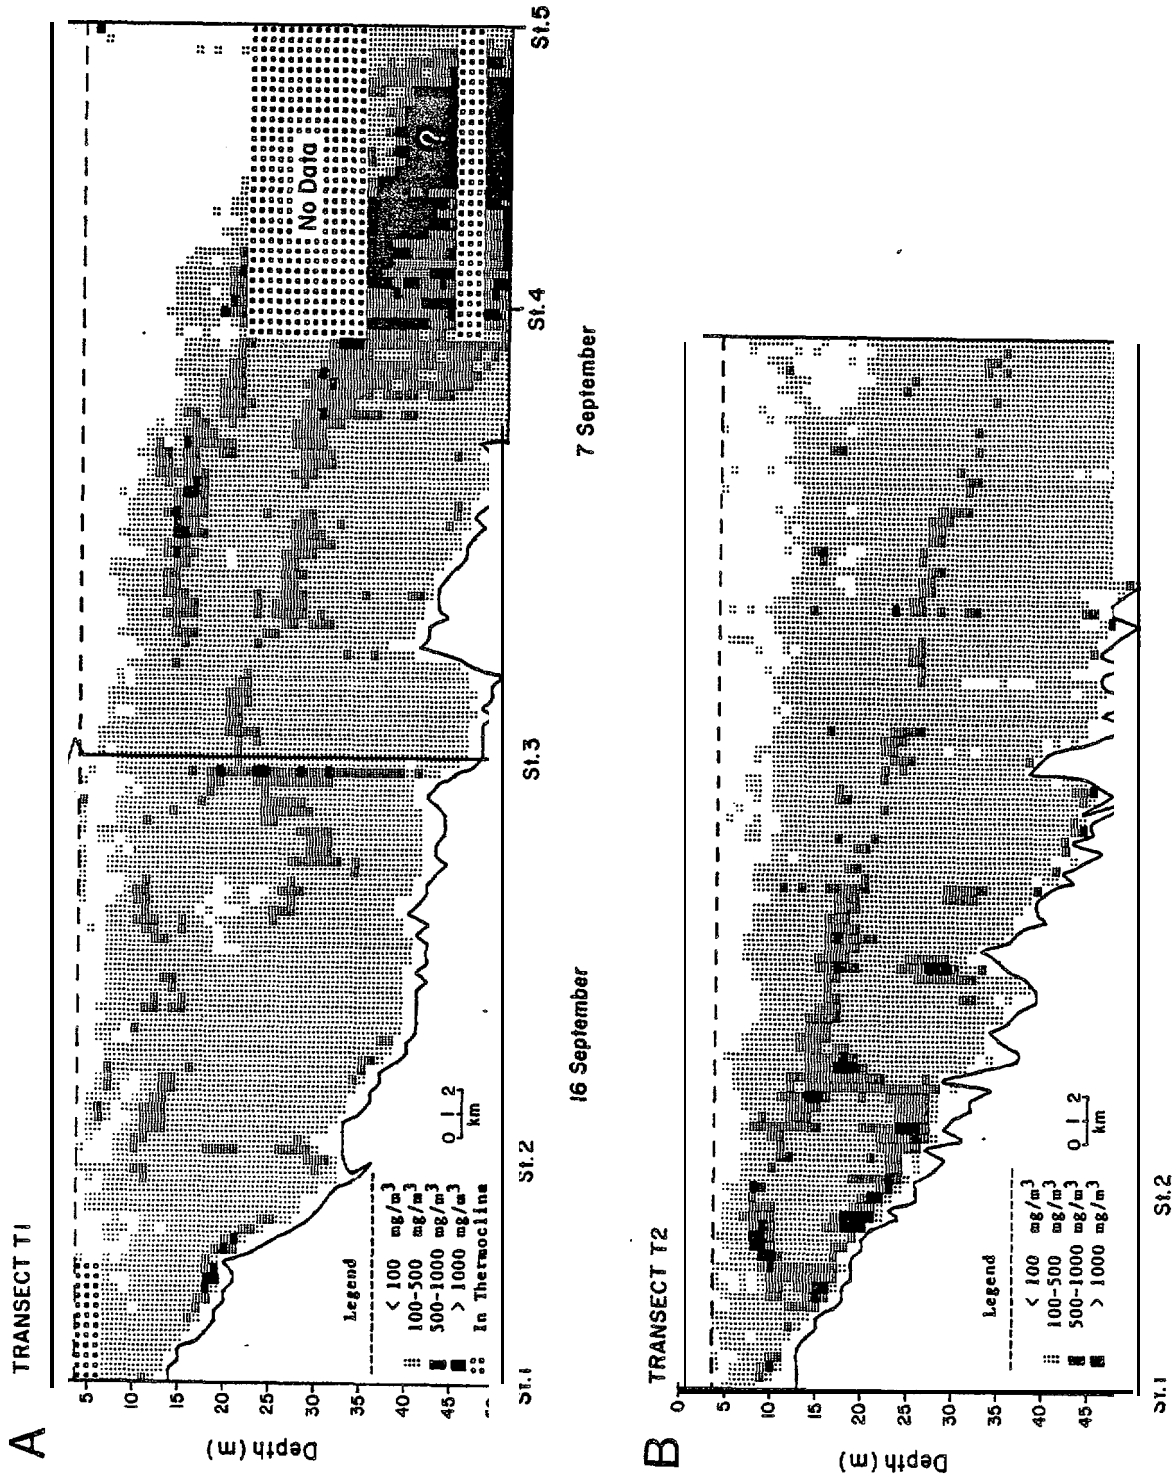 A
TRANSECT T1
Depth (m)
5
10
15
20
25
30
35
40
45
No Data
?
Legend
< 100 mg/m3
100-500 mg/m3
500-1000 mg/m3
> 1000 mg/m3
In Thermocline
0 1 2
km
St.1
St.2
St.3
St.4
St.5
16 September
7 September
B
TRANSECT T2
Depth (m)
0
5
10
15
20
25
30
35
40
45
Legend
< 100 mg/m3
100-500 mg/m3
500-1000 mg/m3
> 1000 mg/m3
0 1 2
km
St.1
St.2